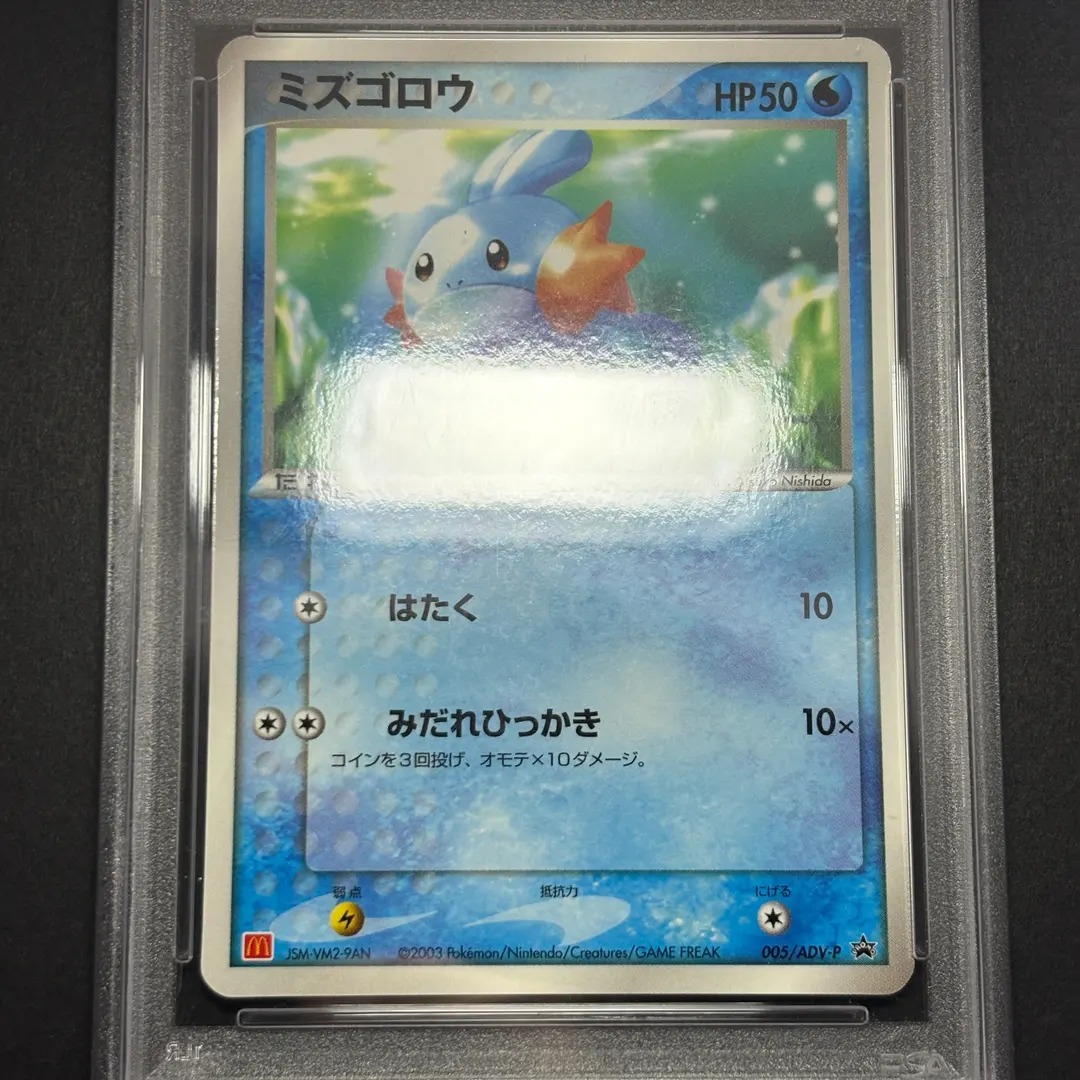 ミズゴロウ HP50
Nishida
はたく 10
みだれひっかき 10×
コインを3回投げ、オモテ×10ダメージ。
弱点 抵抗力 にげる
JSM-VM2-9AN ©2003 Pokémon/Nintendo/Creatures/GAME FREAK 005/ADV-P